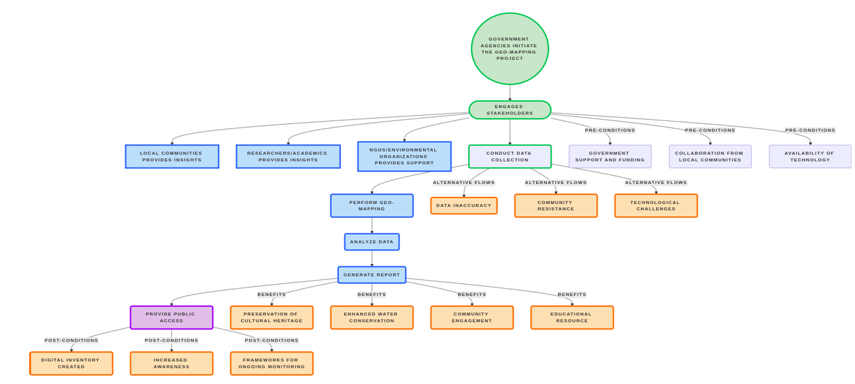 GOVERNMENT
AGENCIES INITIATE
THE GEO-MAPPING
PROJECT
ENGAGES
STAKEHOLDERS
PRE-CONDITIONS
PRE-CONDITIONS
PRE-CONDITIONS
LOCAL COMMUNITIES
PROVIDES INSIGHTS
RESEARCHERS/ACADEMICS
PROVIDES INSIGHTS
NGOS/ENVIRONMENTAL
ORGANIZATIONS
PROVIDES SUPPORT
CONDUCT DATA
COLLECTION
GOVERNMENT
SUPPORT AND FUNDING
COLLABORATION FROM
LOCAL COMMUNITIES
AVAILABILITY OF
TECHNOLOGY
ALTERNATIVE FLOWS
ALTERNATIVE FLOWS
ALTERNATIVE FLOWS
PERFORM GEO-
MAPPING
DATA INACCURACY
COMMUNITY
RESISTANCE
TECHNOLOGICAL
CHALLENGES
ANALYZE DATA
GENERATE REPORT
BENEFITS
BENEFITS
BENEFITS
BENEFITS
PROVIDE PUBLIC
ACCESS
PRESERVATION OF
CULTURAL HERITAGE
ENHANCED WATER
CONSERVATION
COMMUNITY
ENGAGEMENT
EDUCATIONAL
RESOURCE
POST-CONDITIONS
POST-CONDITIONS
POST-CONDITIONS
DIGITAL INVENTORY
CREATED
INCREASED
AWARENESS
FRAMEWORKS FOR
ONGOING MONITORING